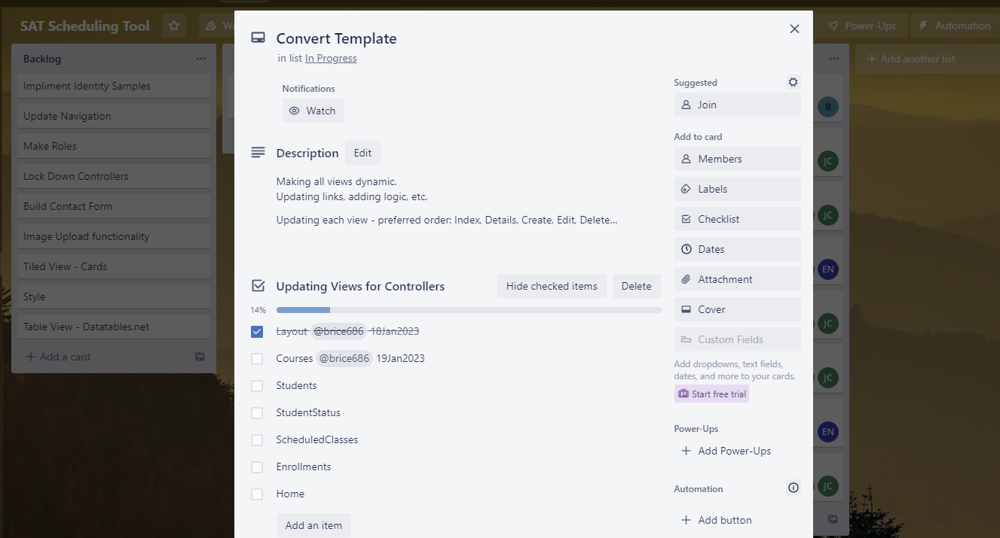 SAT Scheduling Tool
Power-Ups
Automation
Backlog
Impliment Identity Samples
Update Navigation
Make Roles
Lock Down Controllers
Build Contact Form
Image Upload functionality
Tiled View - Cards
Style
Table View - Datatables.net
Add a card
Convert Template
in list In Progress
Notifications
Watch
Description
Edit
Making all views dynamic.
Updating links, adding logic, etc.
Updating each view - preferred order: Index, Details, Create, Edit, Delete...
Updating Views for Controllers
Hide checked items
Delete
14%
Layout @brice686 18Jan2023
Courses @brice686 19Jan2023
Students
StudentStatus
ScheduledClasses
Enrollments
Home
Add an item
Suggested
Join
Add to card
Members
Labels
Checklist
Dates
Attachment
Cover
Custom Fields
Add dropdowns, text fields,
dates, and more to your cards.
Start free trial
Power-Ups
Add Power-Ups
Automation
Add button
Add another list
B
JC
JC
EN
JC
JC
EN
JC